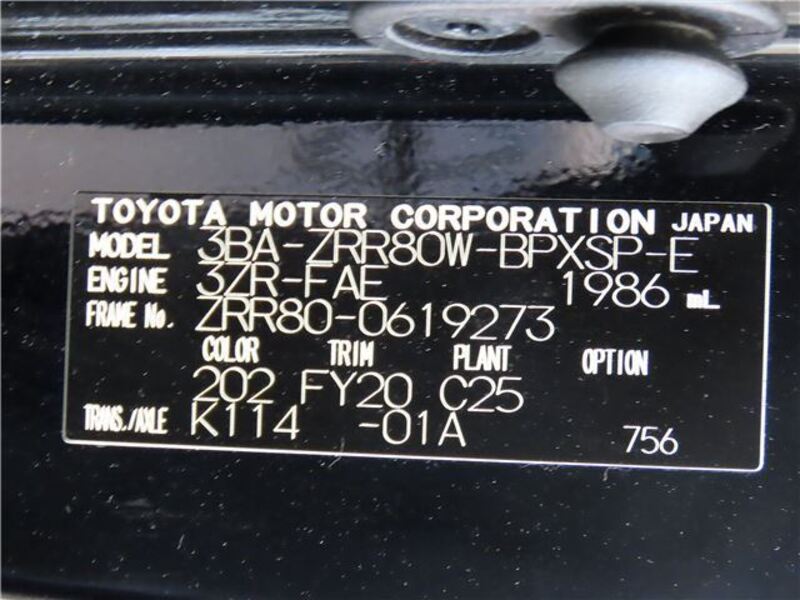 TOYOTA MOTOR CORPORATION JAPAN
MODEL 3BA-ZRR80W-BPXSP-E
ENGINE 3ZR-FAE 1986 mL
FRAME No. ZRR80-0619273
COLOR TRIM PLANT OPTION
202 FY20 C25
TRANS./AXLE K114 -01A 756